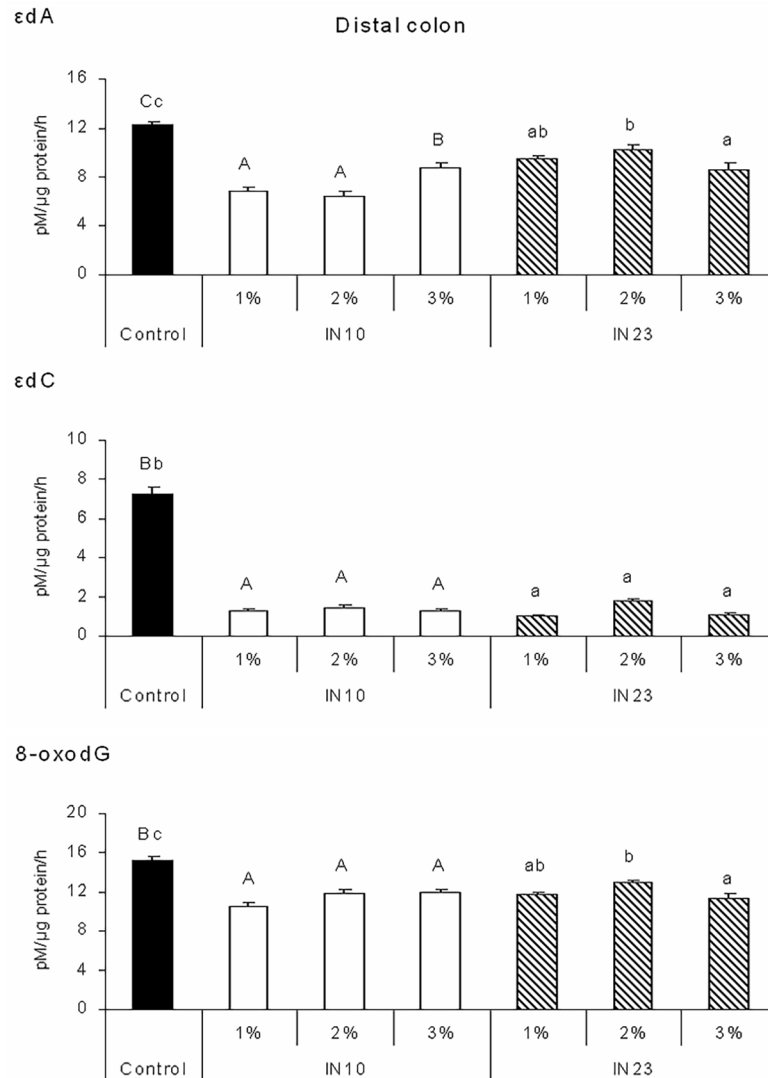 εdA
Distal colon
pM/µg protein/h
16
12
8
4
0
Cc
A
A
B
ab
b
a
1% 2% 3% 1% 2% 3%
Control IN10 IN23
εdC
pM/µg protein/h
10
8
6
4
2
0
Bb
A
A
A
a
a
a
1% 2% 3% 1% 2% 3%
Control IN10 IN23
8-oxodG
pM/µg protein/h
20
16
12
8
4
0
Bc
A
A
A
ab
b
a
1% 2% 3% 1% 2% 3%
Control IN10 IN23